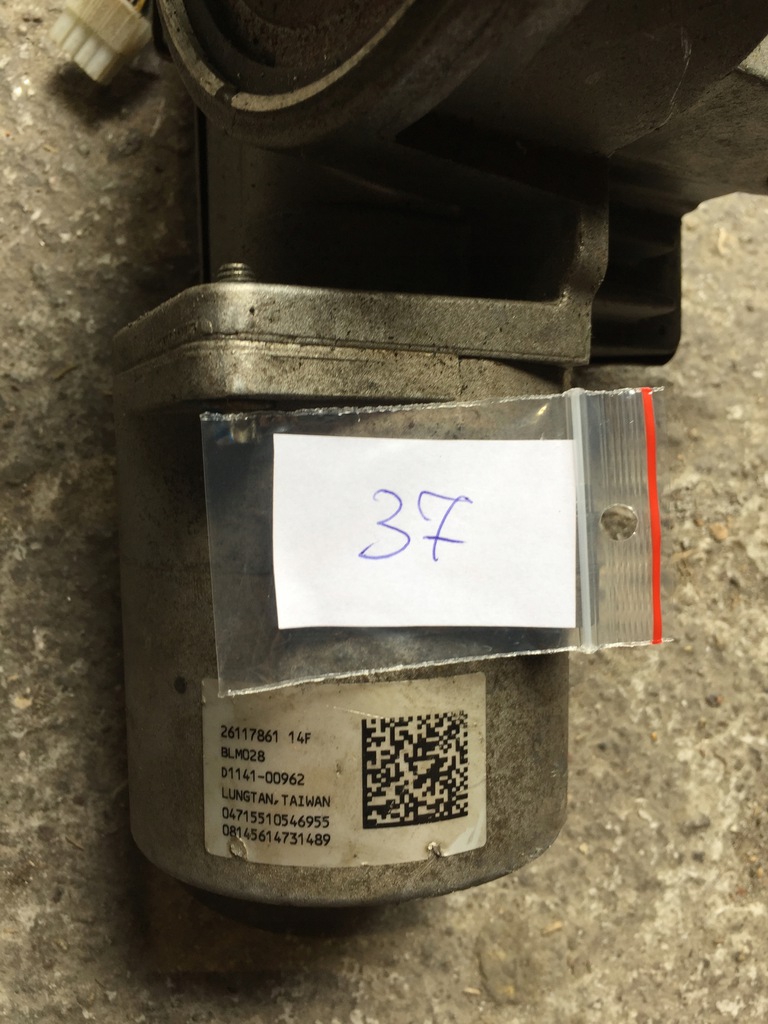 37
26117861 14F
BLM028
D1141-00962
LUNGTAN, TAIWAN
04715510546955
08145614731489